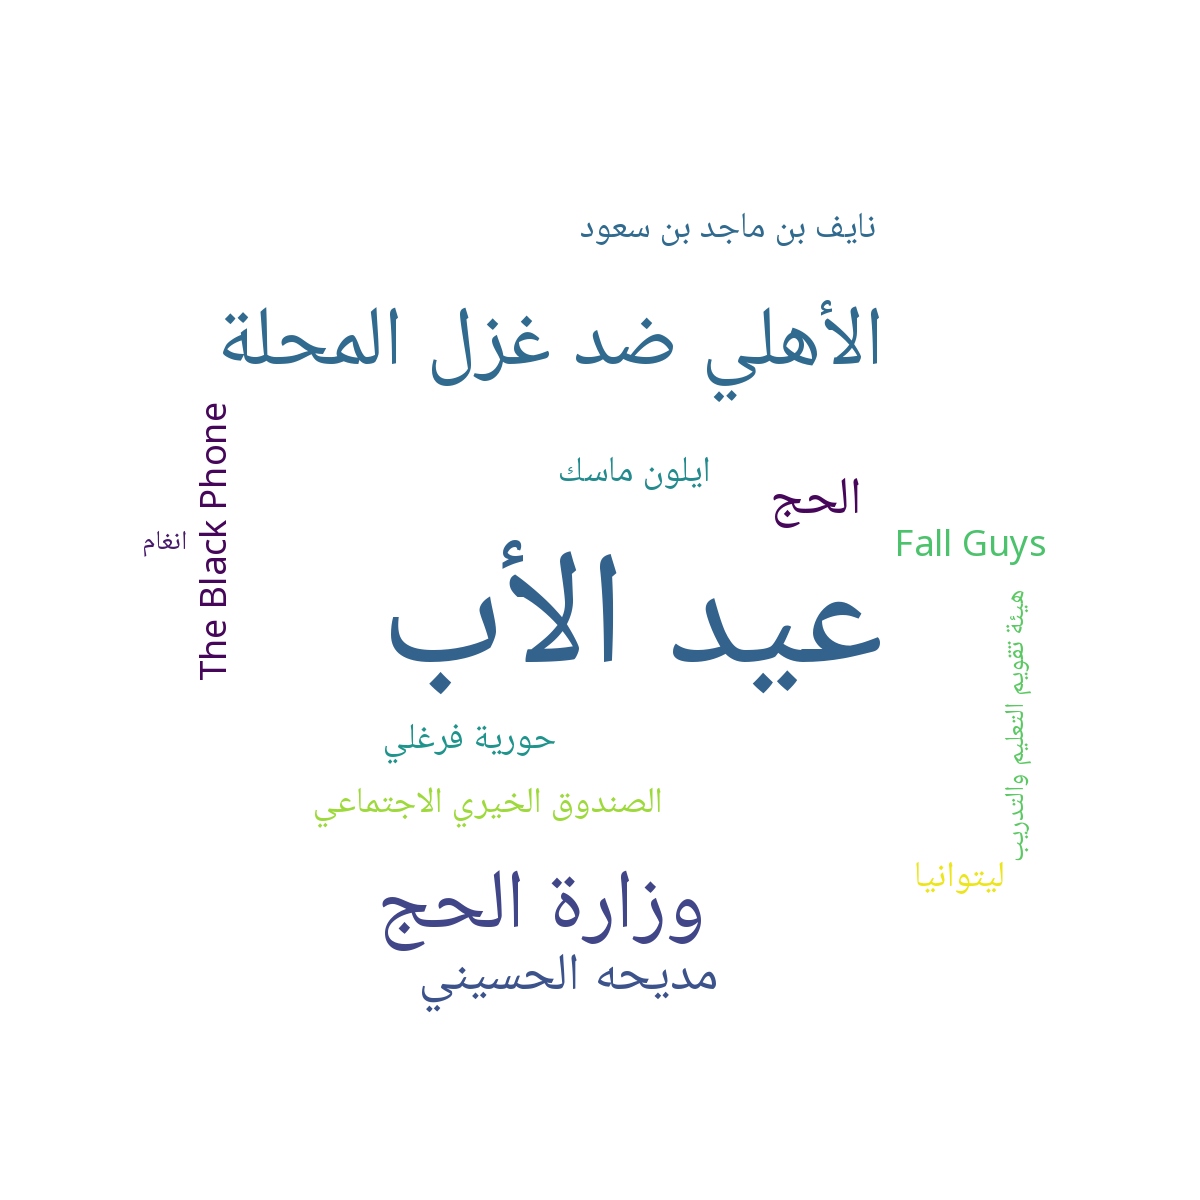 نايف بن ماجد بن سعود
الأهلي ضد غزل المحلة
The Black Phone
ايلون ماسك
الحج
انغام
Fall Guys
عيد الأب
هيئة تقويم التعليم والتدريب
حورية فرغلي
الصندوق الخيري الاجتماعي
ليتوانيا
وزارة الحج
مديحه الحسيني